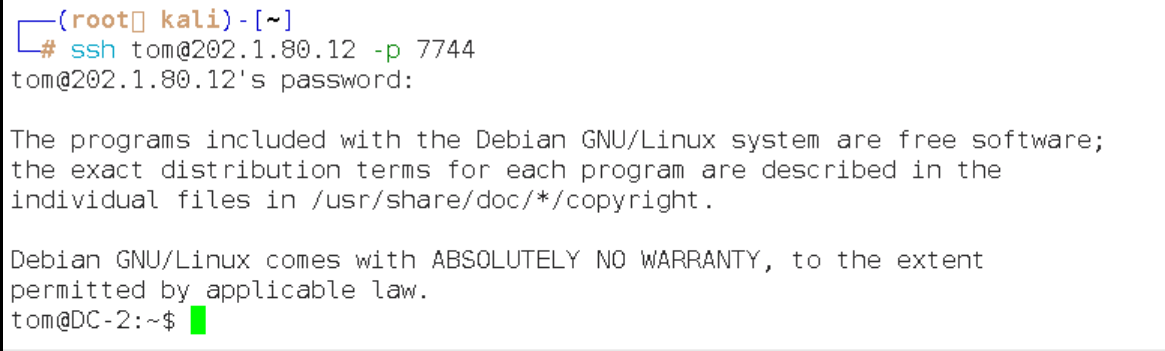 ┌──(root▯ kali)-[~]
└─# ssh tom@202.1.80.12 -p 7744
tom@202.1.80.12's password:
The programs included with the Debian GNU/Linux system are free software;
the exact distribution terms for each program are described in the
individual files in /usr/share/doc/*/copyright.
Debian GNU/Linux comes with ABSOLUTELY NO WARRANTY, to the extent
permitted by applicable law.
tom@DC-2:~$